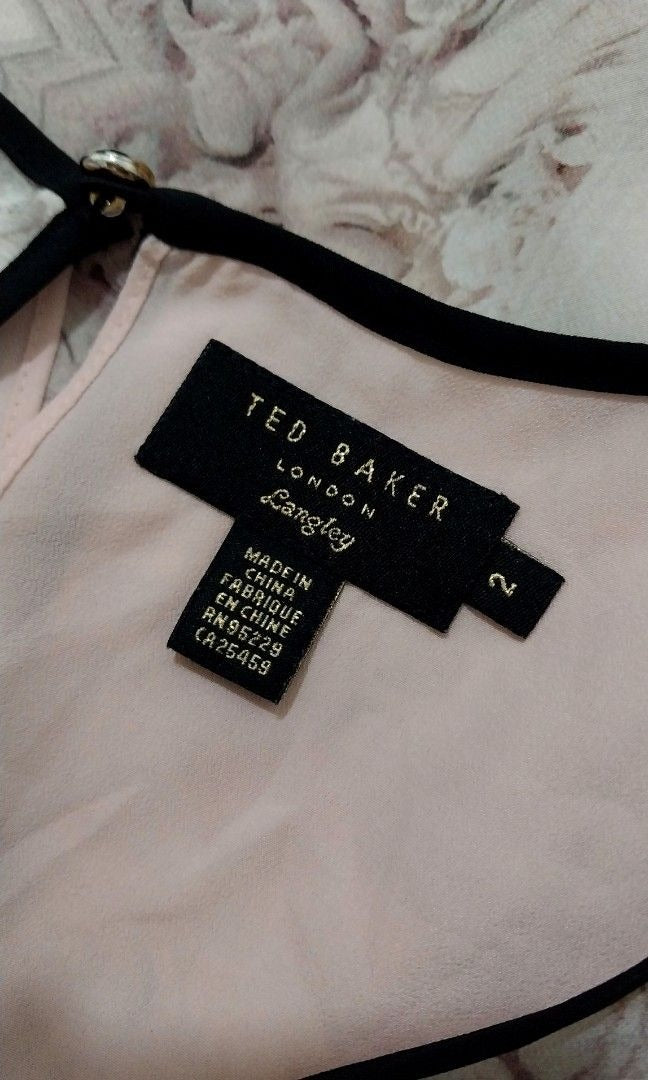 TED BAKER
LONDON
Langley
2
MADE IN
CHINA
FABRIQUE
EN CHINE
RN95229
CA25459